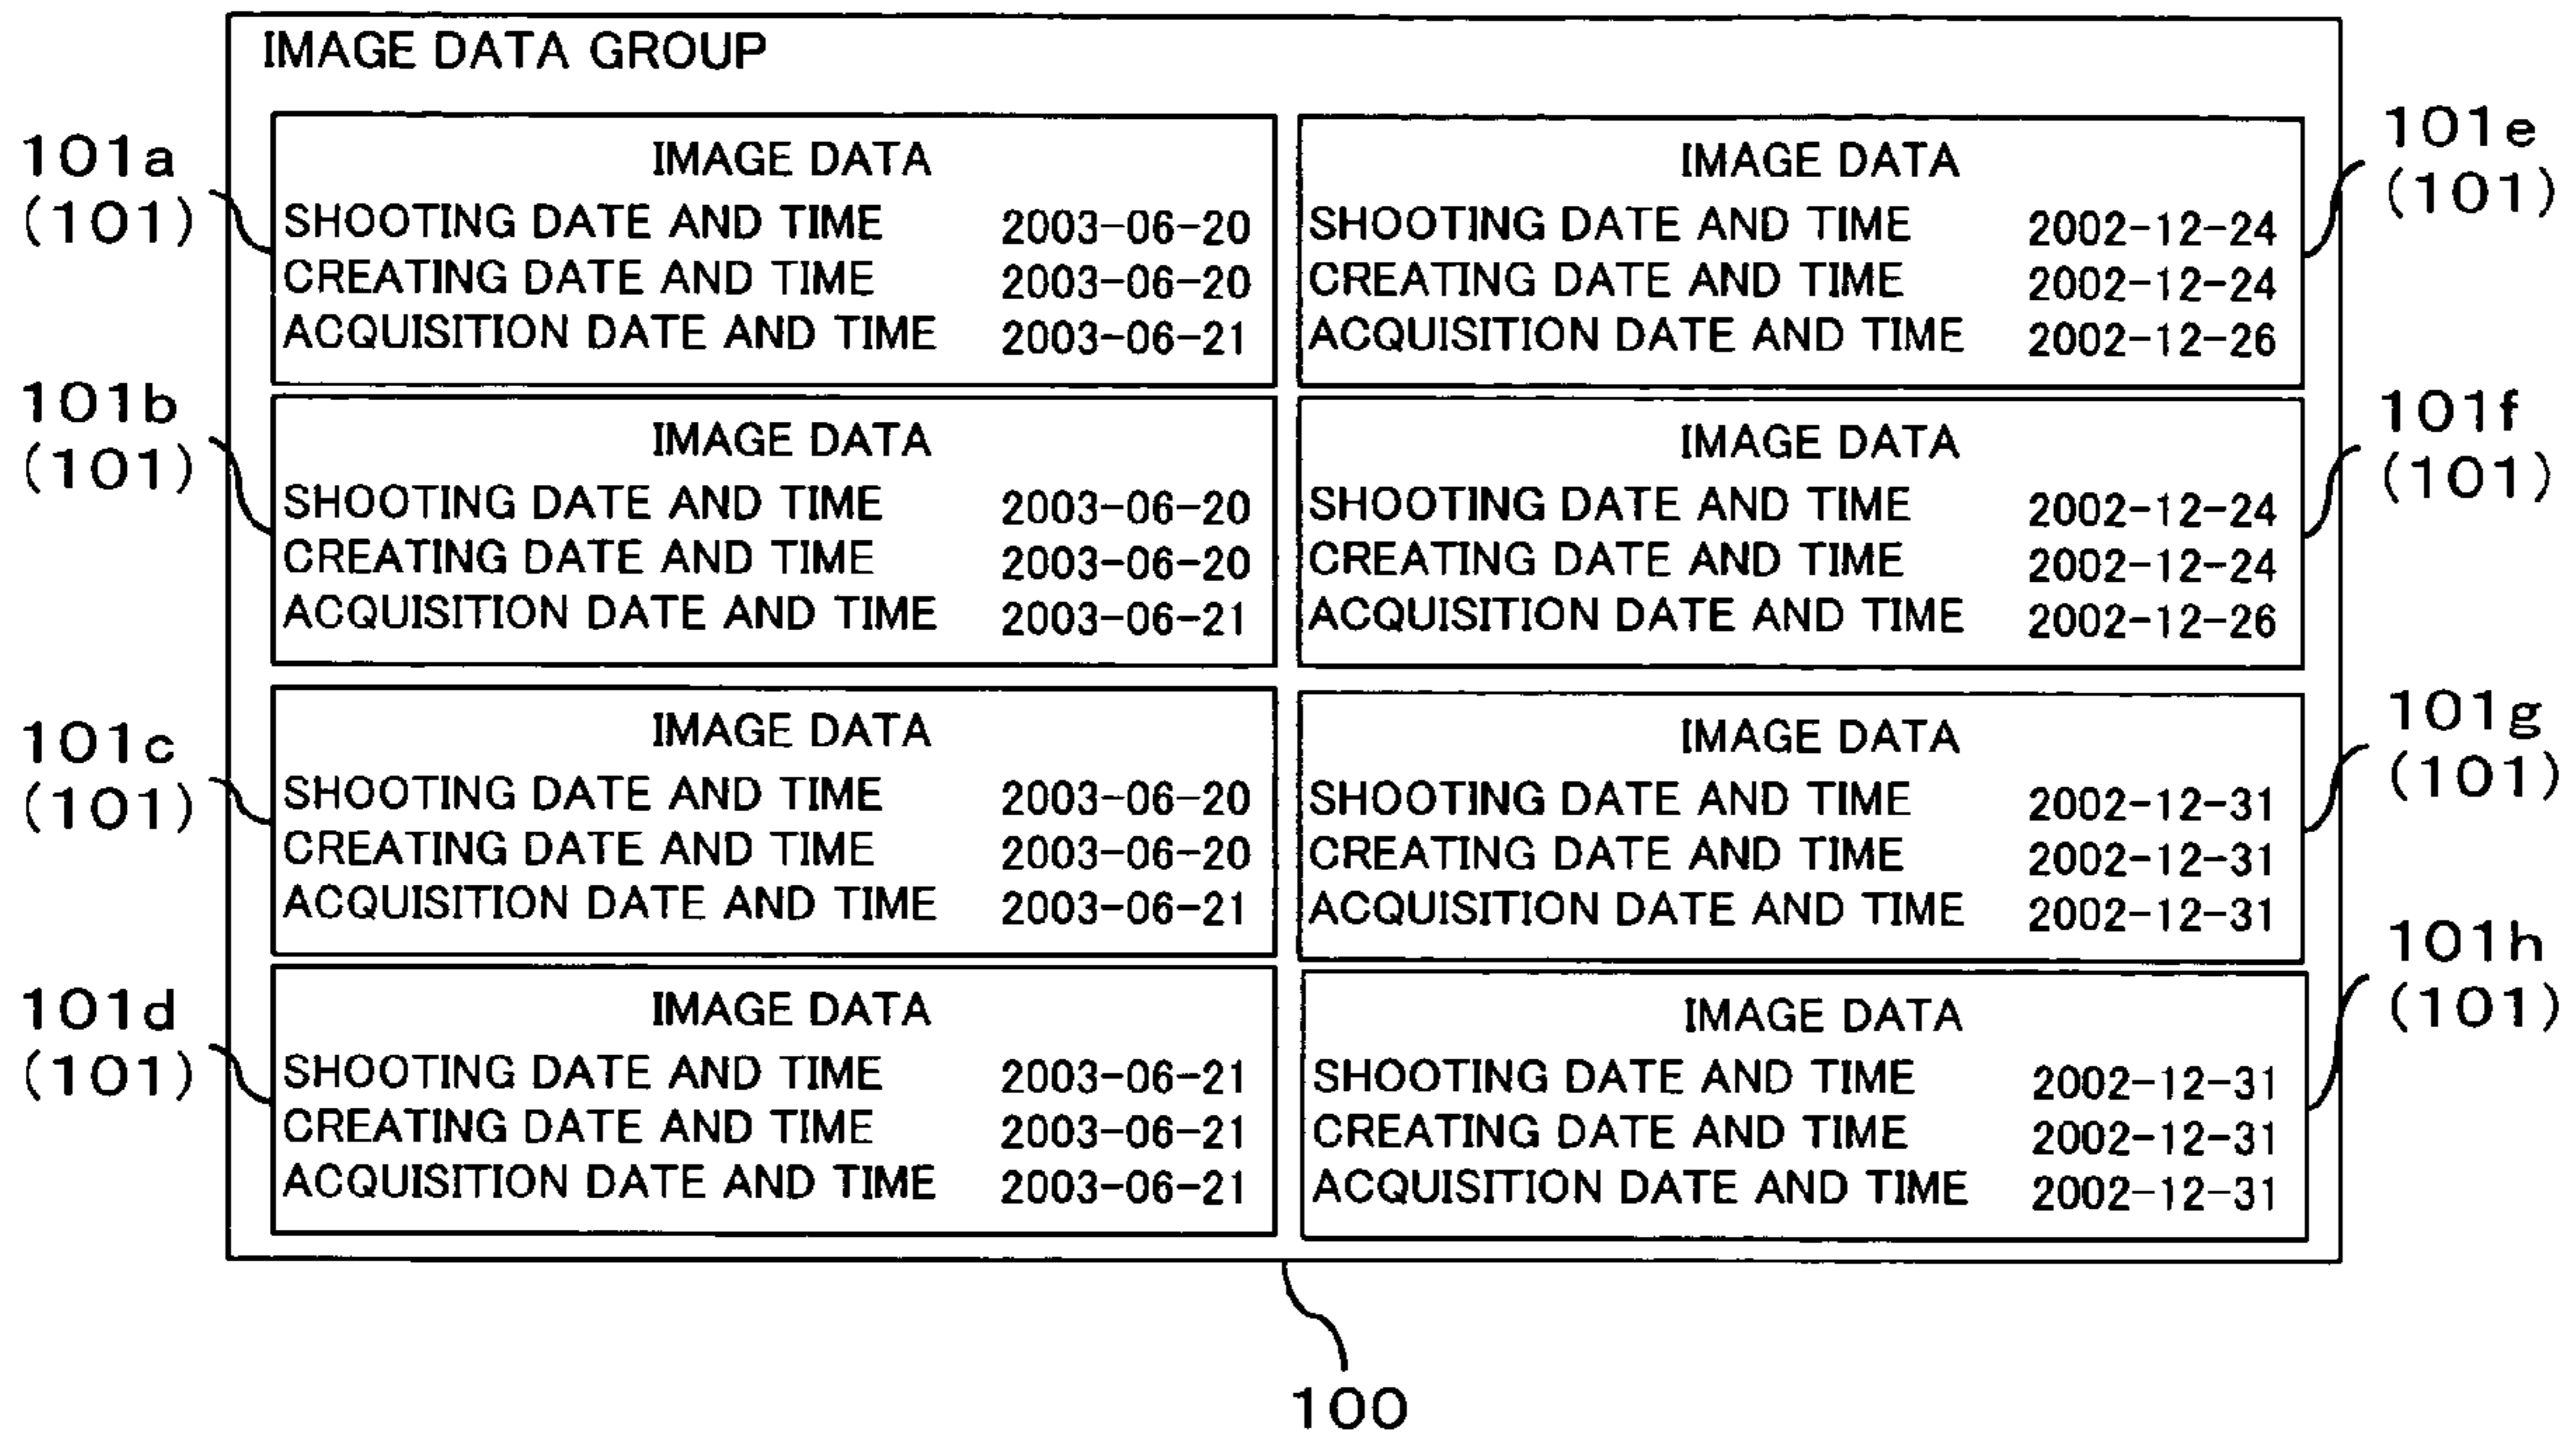 IMAGE DATA GROUP
101a
(101)
IMAGE DATA
SHOOTING DATE AND TIME 2003-06-20
CREATING DATE AND TIME 2003-06-20
ACQUISITION DATE AND TIME 2003-06-21
101b
(101)
IMAGE DATA
SHOOTING DATE AND TIME 2003-06-20
CREATING DATE AND TIME 2003-06-20
ACQUISITION DATE AND TIME 2003-06-21
101c
(101)
IMAGE DATA
SHOOTING DATE AND TIME 2003-06-20
CREATING DATE AND TIME 2003-06-20
ACQUISITION DATE AND TIME 2003-06-21
101d
(101)
IMAGE DATA
SHOOTING DATE AND TIME 2003-06-21
CREATING DATE AND TIME 2003-06-21
ACQUISITION DATE AND TIME 2003-06-21
101e
(101)
IMAGE DATA
SHOOTING DATE AND TIME 2002-12-24
CREATING DATE AND TIME 2002-12-24
ACQUISITION DATE AND TIME 2002-12-26
101f
(101)
IMAGE DATA
SHOOTING DATE AND TIME 2002-12-24
CREATING DATE AND TIME 2002-12-24
ACQUISITION DATE AND TIME 2002-12-26
101g
(101)
IMAGE DATA
SHOOTING DATE AND TIME 2002-12-31
CREATING DATE AND TIME 2002-12-31
ACQUISITION DATE AND TIME 2002-12-31
101h
(101)
IMAGE DATA
SHOOTING DATE AND TIME 2002-12-31
CREATING DATE AND TIME 2002-12-31
ACQUISITION DATE AND TIME 2002-12-31
100